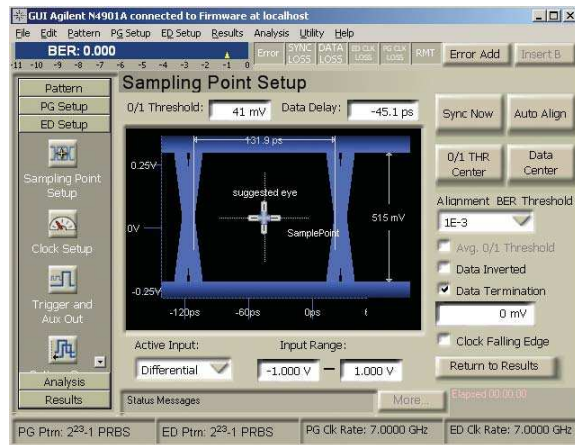 GUI Agilent N4901A connected to Firmware at localhost
File Edit Pattern PG Setup ED Setup Results Analysis Utility Help
BER: 0.000
-11 -10 -9 -8 -7 -6 -5 -4 -3 -2 -1 0
Error SYNC LOSS DATA LOSS ED CLK LOSS PG CLK LOSS RMT Error Add Insert B
Pattern
PG Setup
ED Setup
Sampling Point Setup
Clock Setup
Trigger and Aux Out
Analysis
Results
Sampling Point Setup
0/1 Threshold: 41 mV Data Delay: -45.1 ps
131.9 ps
0.25V
suggested eye
0V
SamplePoint
515 mV
-0.25V
-120ps -60ps 0ps
Active Input: Input Range:
Differential -1.000 V 1.000 V
Status Messages More...
Sync Now Auto Align
0/1 THR Center Data Center
Alignment BER Threshold
1E-3
Avg. 0/1 Threshold
Data Inverted
Data Termination
0 mV
Clock Falling Edge
Return to Results
Elapsed 00:00:00
PG Ptrn: 2^23-1 PRBS ED Ptrn: 2^23-1 PRBS PG Clk Rate: 7.0000 GHz ED Clk Rate: 7.0000 GHz